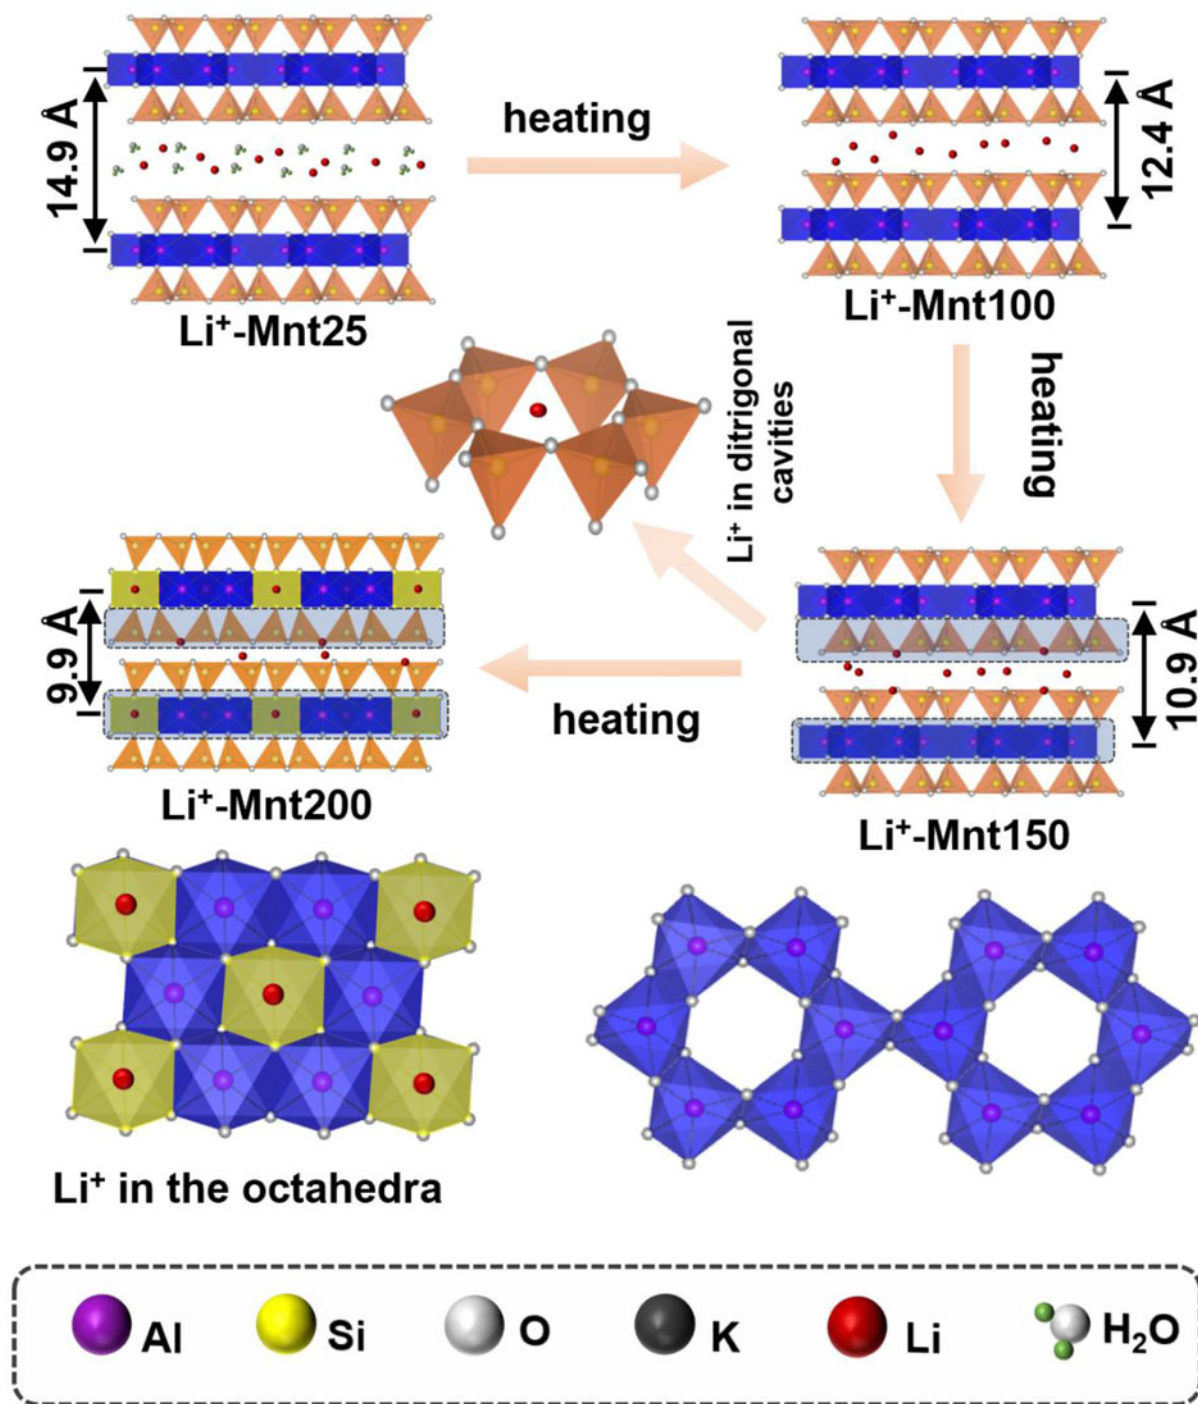 14.9 Å
heating
12.4 Å
Li⁺-Mnt25
Li⁺-Mnt100
Li⁺ in ditrigonal
cavities
heating
9.9 Å
heating
10.9 Å
Li⁺-Mnt200
Li⁺-Mnt150
Li⁺ in the octahedra
Al
Si
O
K
Li
H₂O